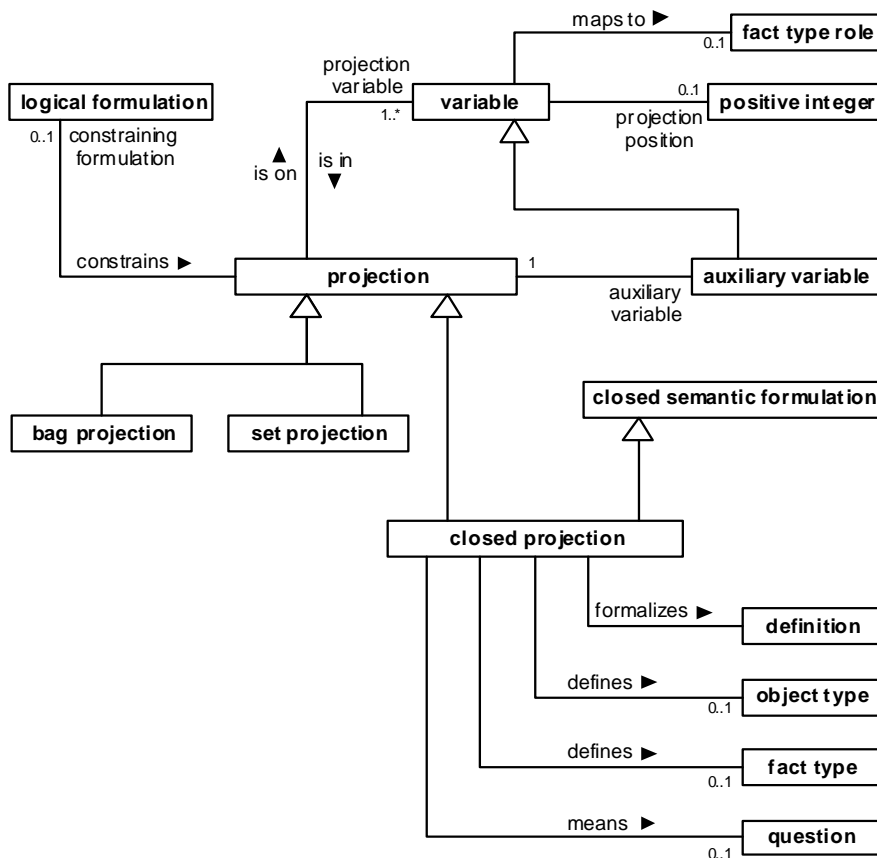 maps to ►
0..1
fact type role
projection
variable
1..*
logical formulation
variable
0..1
positive integer
projection
position
0..1
constraining
formulation
is on
is in
constrains ►
projection
1
auxiliary
variable
auxiliary variable
closed semantic formulation
bag projection
set projection
closed projection
formalizes ►
definition
defines ►
0..1
object type
defines ►
0..1
fact type
means ►
0..1
question